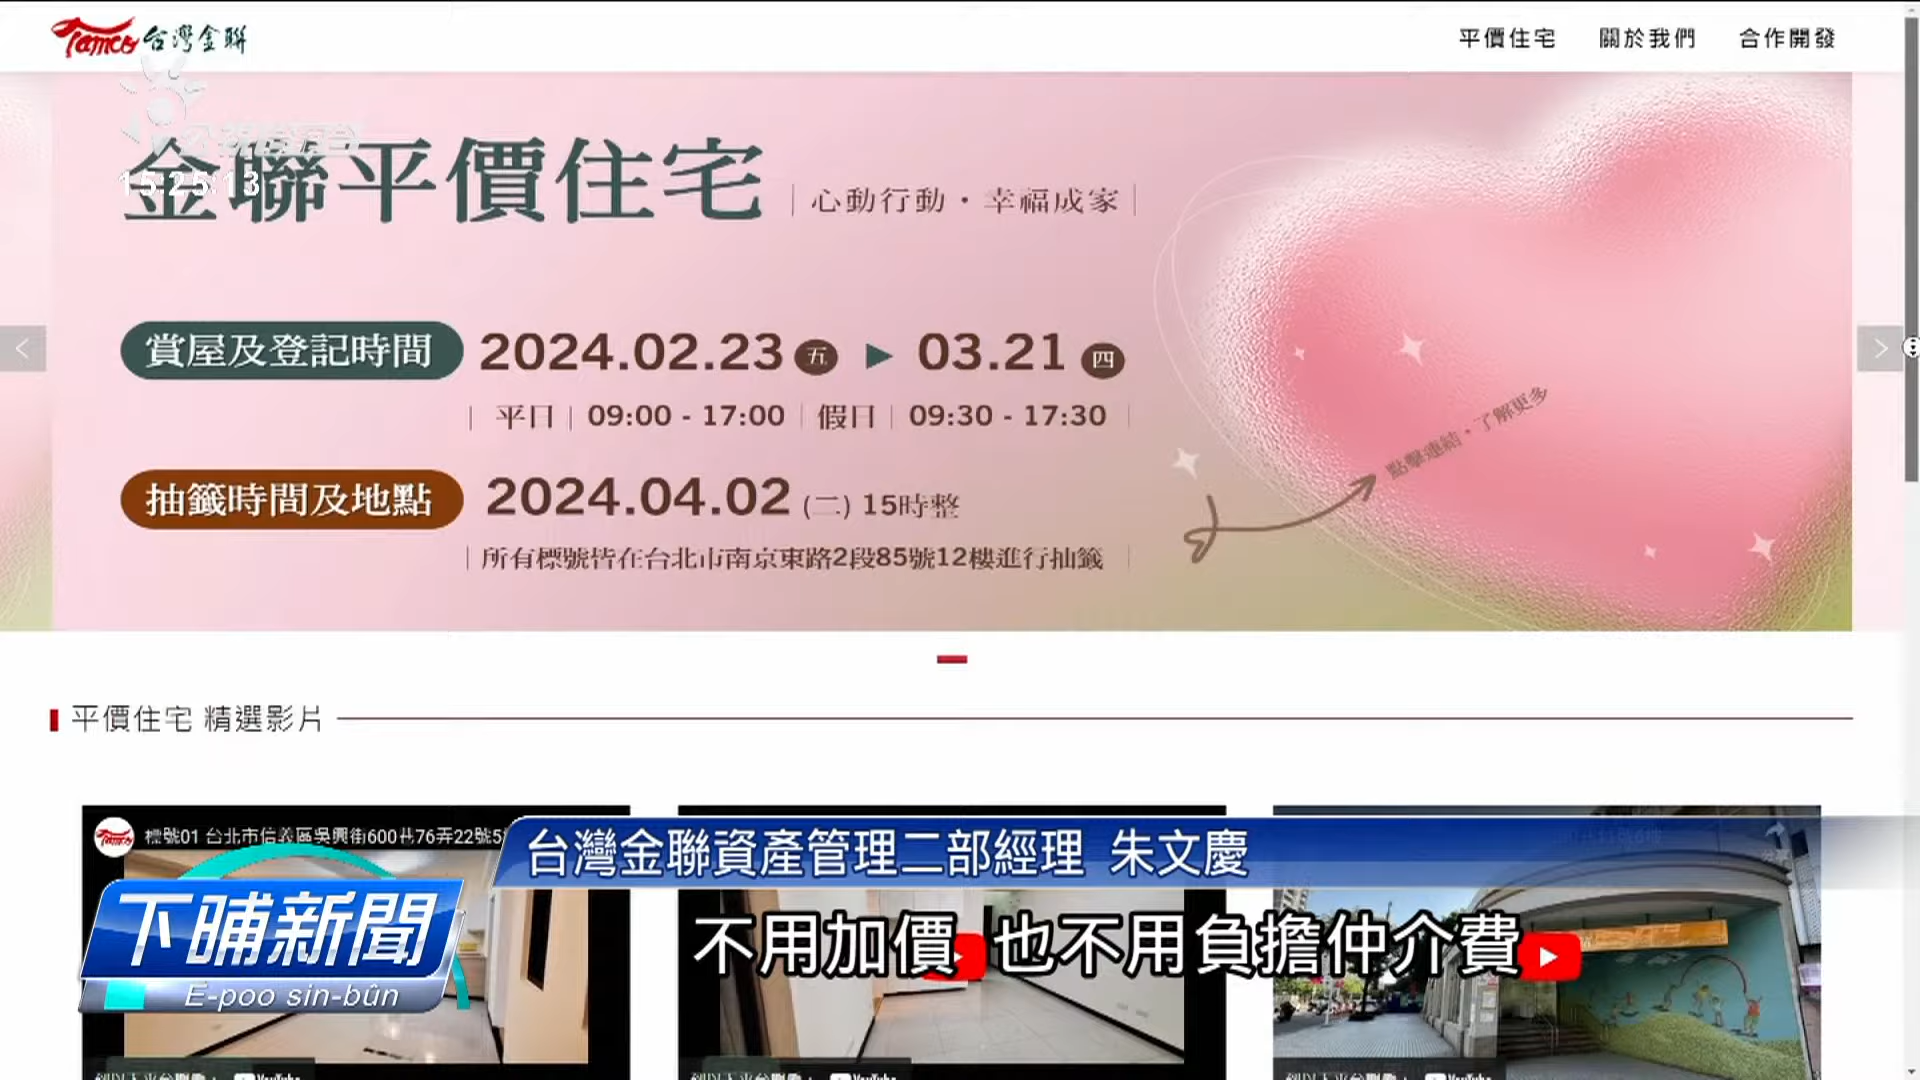 Tamco 台灣金聯
平價住宅 關於我們 合作開發
15:25:13
金聯平價住宅 | 心動行動・幸福成家 |
賞屋及登記時間 2024.02.23 五 ▶ 03.21 四
| 平日 | 09:00 - 17:00 | 假日 | 09:30 - 17:30 |
點擊連結・了解更多
抽籤時間及地點 2024.04.02 (二) 15時整
| 所有標號皆在台北市南京東路2段85號12樓進行抽籤 |
平價住宅 精選影片
標號01 台北市信義區吳興街600巷76弄22號5
台灣金聯資產管理二部經理 朱文慶
下晡新聞
E-poo sin-bûn
不用加價 也不用負擔仲介費
YouTube
YouTube
YouTube